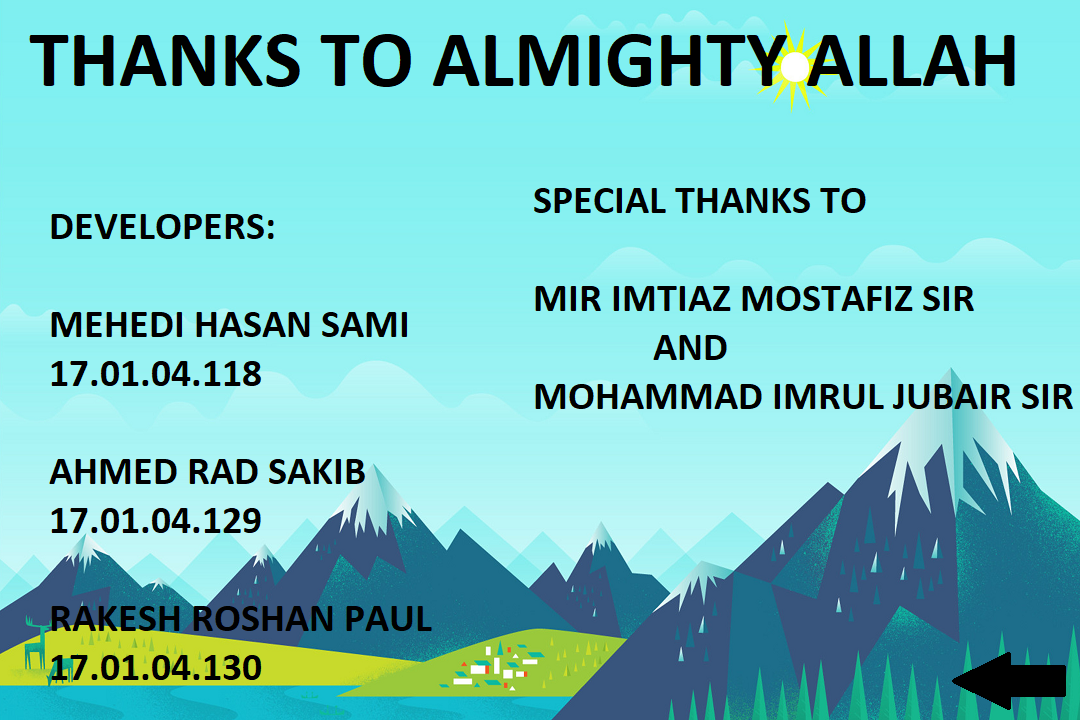 THANKS TO ALMIGHTY ALLAH
DEVELOPERS:
MEHEDI HASAN SAMI
17.01.04.118
AHMED RAD SAKIB
17.01.04.129
RAKESH ROSHAN PAUL
17.01.04.130
SPECIAL THANKS TO
MIR IMTIAZ MOSTAFIZ SIR
AND
MOHAMMAD IMRUL JUBAIR SIR